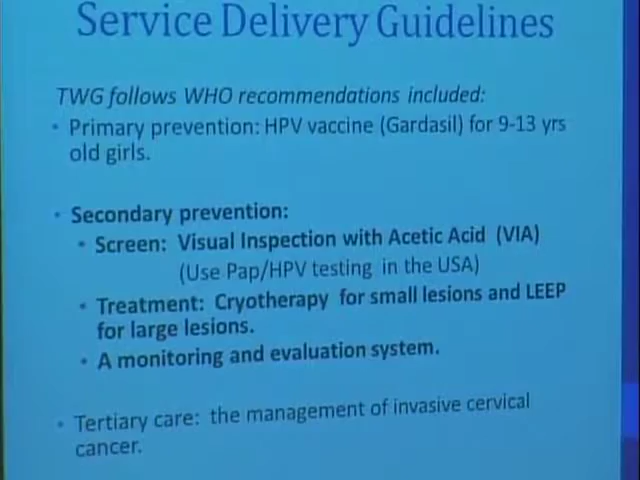 Service Delivery Guidelines
TWG follows WHO recommendations included:
• Primary prevention: HPV vaccine (Gardasil) for 9-13 yrs
old girls.
• Secondary prevention:
• Screen: Visual Inspection with Acetic Acid (VIA)
(Use Pap/HPV testing in the USA)
• Treatment: Cryotherapy for small lesions and LEEP
for large lesions.
• A monitoring and evaluation system.
• Tertiary care: the management of invasive cervical
cancer.